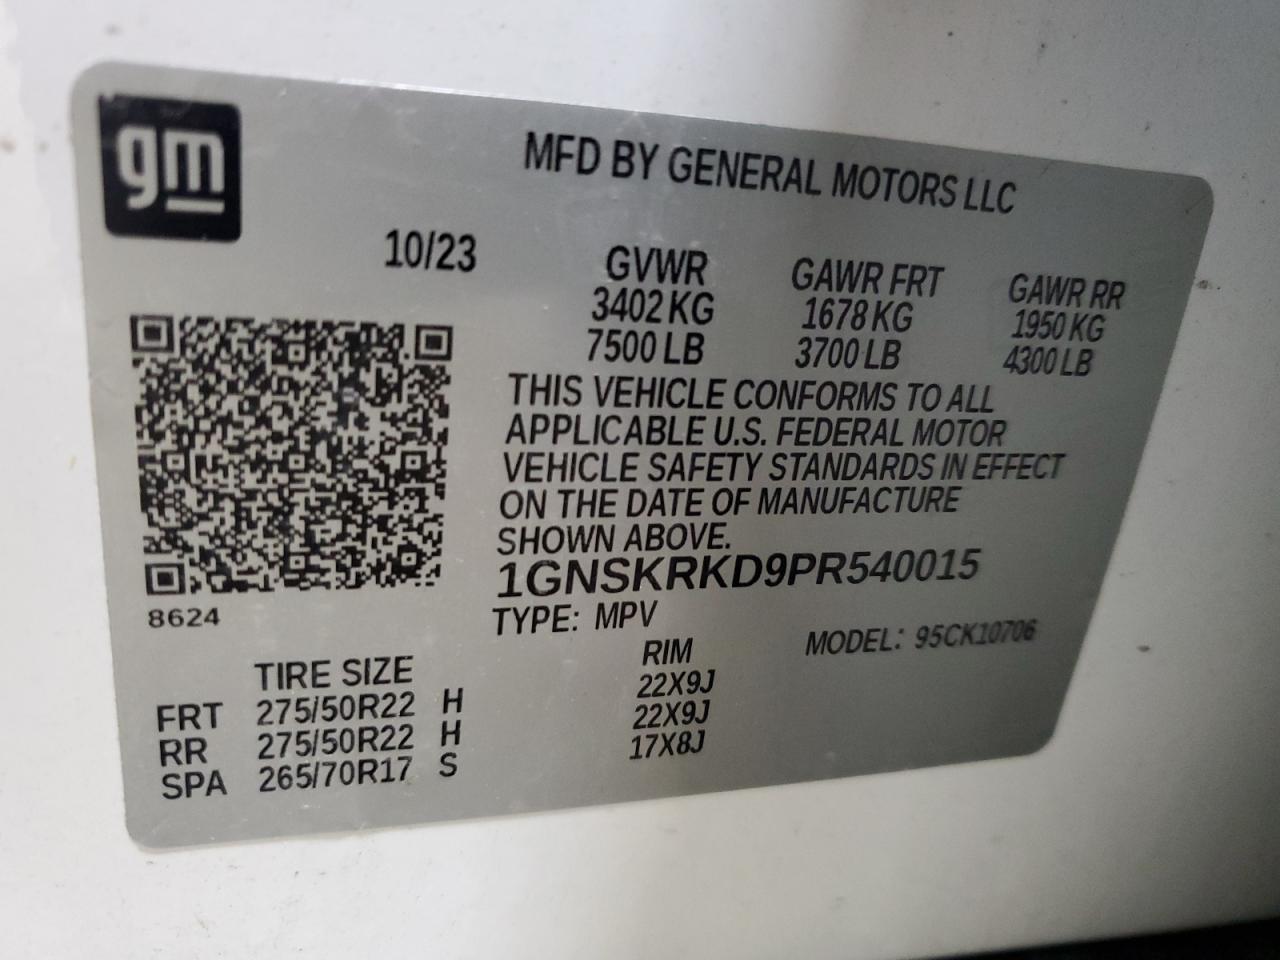 gm
MFD BY GENERAL MOTORS LLC
10/23 GVWR GAWR FRT GAWR RR
3402 KG 1678 KG 1950 KG
7500 LB 3700 LB 4300 LB
THIS VEHICLE CONFORMS TO ALL
APPLICABLE U.S. FEDERAL MOTOR
VEHICLE SAFETY STANDARDS IN EFFECT
ON THE DATE OF MANUFACTURE
SHOWN ABOVE.
1GNSKRKD9PR540015
8624
TYPE: MPV MODEL: 95CK10706
TIRE SIZE RIM
FRT 275/50R22 H 22X9J
RR 275/50R22 H 22X9J
SPA 265/70R17 S 17X8J